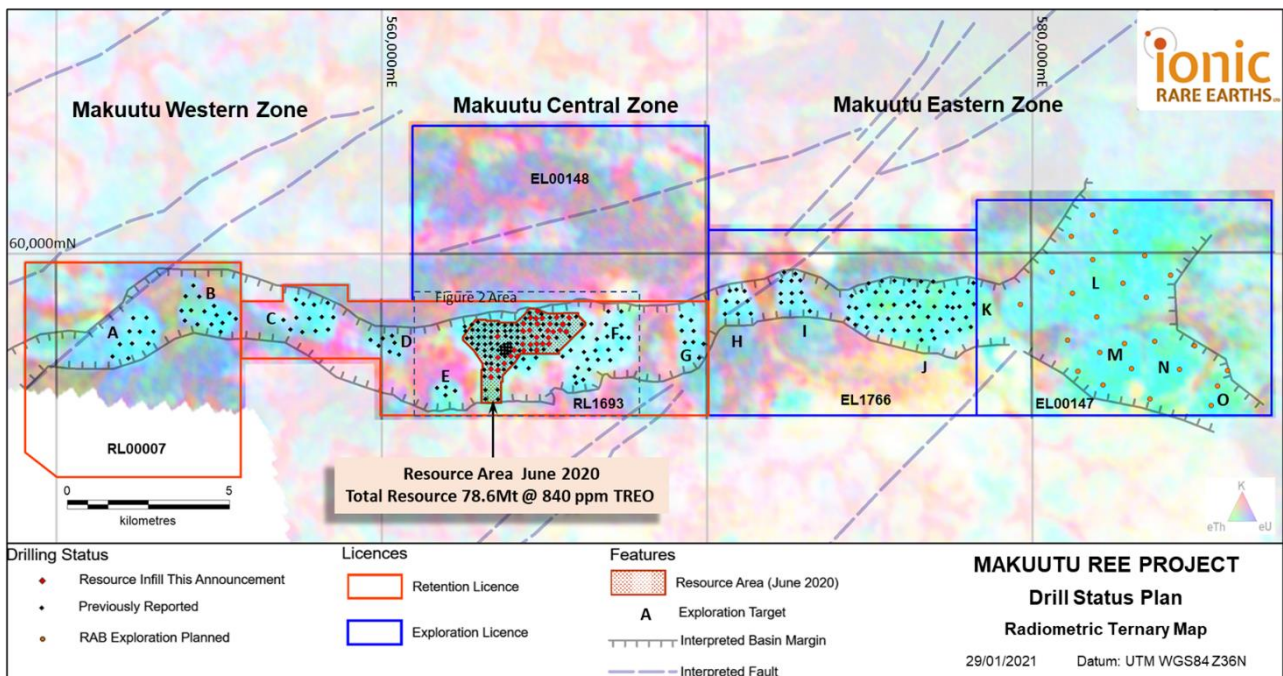 560,000mE
580,000mE
ionic
RARE EARTHS
Makuutu Western Zone
Makuutu Central Zone
Makuutu Eastern Zone
EL00148
60,000mN
Figure 2 Area
A
B
C
D
E
F
G
H
I
J
K
L
M
N
O
RL00007
RL1693
EL1766
EL00147
Resource Area June 2020
Total Resource 78.6Mt @ 840 ppm TREO
0 5
kilometres
K
eTh eU
Drilling Status
Resource Infill This Announcement
Previously Reported
RAB Exploration Planned
Licences
Retention Licence
Exploration Licence
Features
Resource Area (June 2020)
A Exploration Target
Interpreted Basin Margin
Interpreted Fault
MAKUUTU REE PROJECT
Drill Status Plan
Radiometric Ternary Map
29/01/2021 Datum: UTM WGS84 Z36N